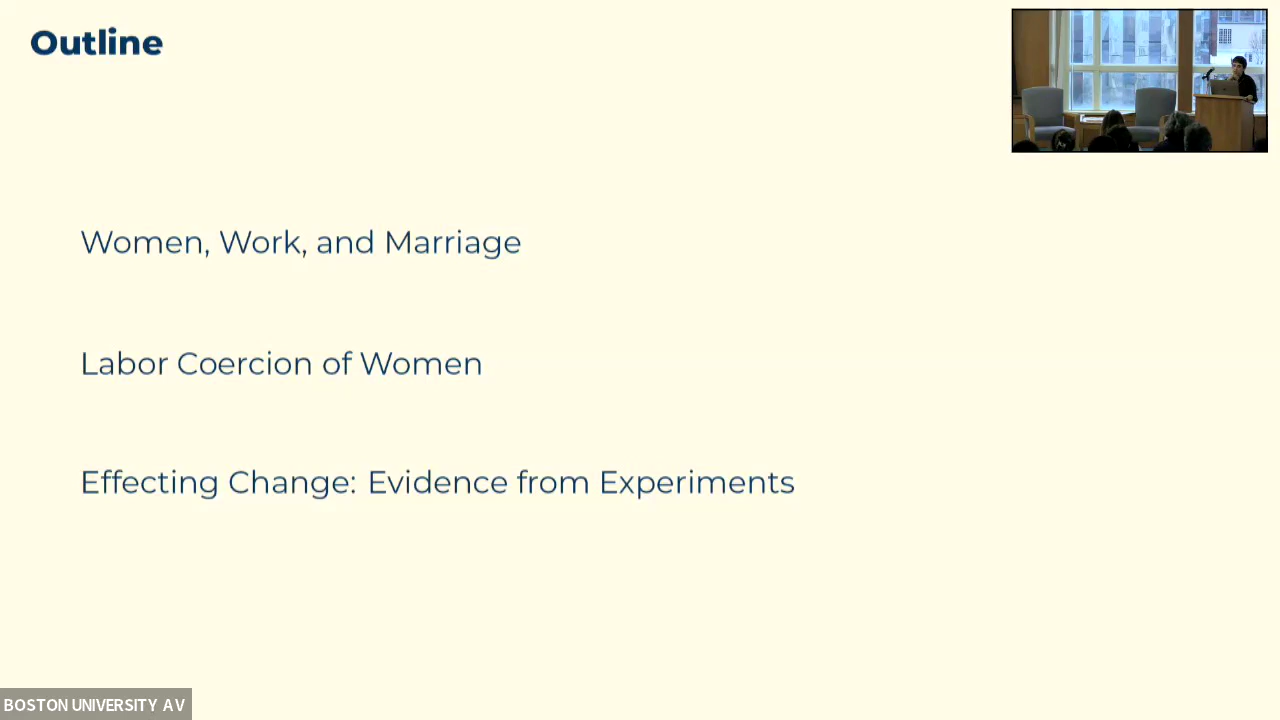 Outline
Women, Work, and Marriage
Labor Coercion of Women
Effecting Change: Evidence from Experiments
BOSTON UNIVERSITY AV